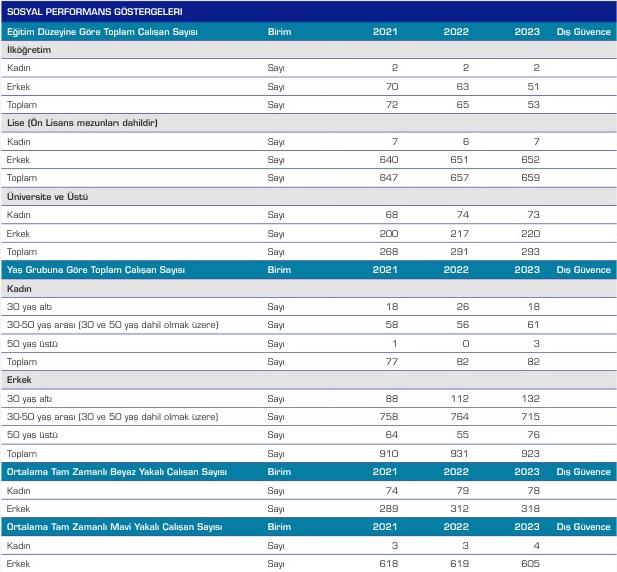 SOSYAL PERFORMANS GÖSTERGELERİ
Eğitim Düzeyine Göre Toplam Çalışan Sayısı Birim 2021 2022 2023 Dış Güvence
İlköğretim
Kadın Sayı 2 2 2
Erkek Sayı 70 63 51
Toplam Sayı 72 65 53
Lise (Ön Lisans mezunları dahildir)
Kadın Sayı 7 6 7
Erkek Sayı 640 651 652
Toplam Sayı 647 657 659
Üniversite ve Üstü
Kadın Sayı 68 74 73
Erkek Sayı 200 217 220
Toplam Sayı 268 291 293
Yaş Grubuna Göre Toplam Çalışan Sayısı Birim 2021 2022 2023 Dış Güvence
Kadın
30 yaş altı Sayı 18 26 18
30-50 yaş arası (30 ve 50 yaş dahil olmak üzere) Sayı 58 56 61
50 yaş üstü Sayı 1 0 3
Toplam Sayı 77 82 82
Erkek
30 yaş altı Sayı 88 112 132
30-50 yaş arası (30 ve 50 yaş dahil olmak üzere) Sayı 758 764 715
50 yaş üstü Sayı 64 55 76
Toplam Sayı 910 931 923
Ortalama Tam Zamanlı Beyaz Yakalı Çalışan Sayısı Birim 2021 2022 2023 Dış Güvence
Kadın Sayı 74 79 78
Erkek Sayı 289 312 318
Ortalama Tam Zamanlı Mavi Yakalı Çalışan Sayısı Birim 2021 2022 2023 Dış Güvence
Kadın Sayı 3 3 4
Erkek Sayı 618 619 605